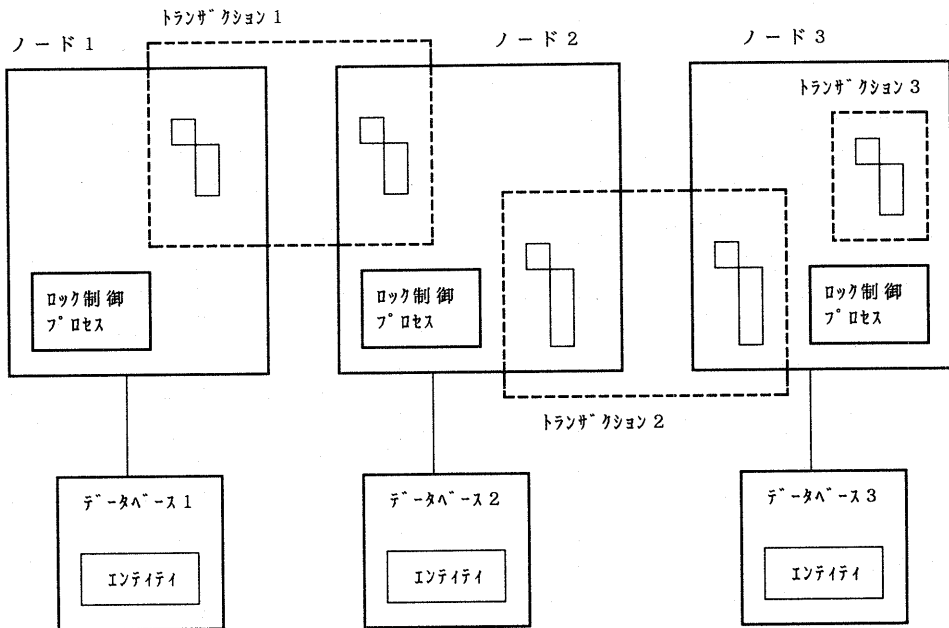 トランザクション1
ノード1
ノード2
ノード3
トランザクション3
ロック制御
プロセス
ロック制御
プロセス
ロック制御
プロセス
トランザクション2
データベース1
データベース2
データベース3
エンティティ
エンティティ
エンティティ